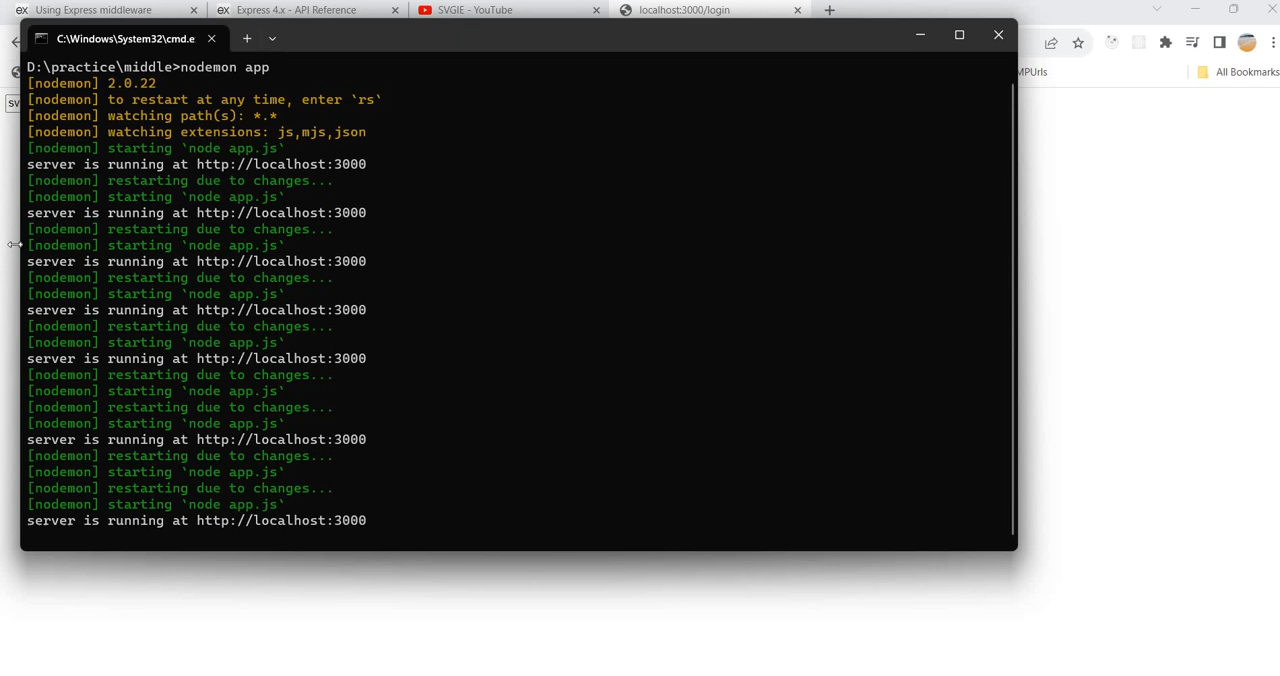 Using Express middleware
Express 4.x - API Reference
SVGIE - YouTube
localhost:3000/login
C:\Windows\System32\cmd.e
MPUrls
All Bookmarks
sv
D:\practice\middle>nodemon app
[nodemon] 2.0.22
[nodemon] to restart at any time, enter `rs`
[nodemon] watching path(s): *.*
[nodemon] watching extensions: js,mjs,json
[nodemon] starting `node app.js`
server is running at http://localhost:3000
[nodemon] restarting due to changes...
[nodemon] starting `node app.js`
server is running at http://localhost:3000
[nodemon] restarting due to changes...
[nodemon] starting `node app.js`
server is running at http://localhost:3000
[nodemon] restarting due to changes...
[nodemon] starting `node app.js`
server is running at http://localhost:3000
[nodemon] restarting due to changes...
[nodemon] starting `node app.js`
server is running at http://localhost:3000
[nodemon] restarting due to changes...
[nodemon] starting `node app.js`
[nodemon] restarting due to changes...
[nodemon] starting `node app.js`
server is running at http://localhost:3000
[nodemon] restarting due to changes...
[nodemon] starting `node app.js`
[nodemon] restarting due to changes...
[nodemon] starting `node app.js`
server is running at http://localhost:3000